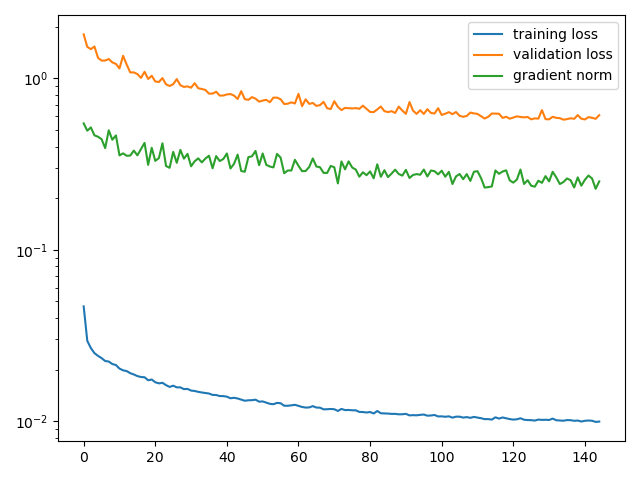 training loss
validation loss
gradient norm
10⁰
10⁻¹
10⁻²
0 20 40 60 80 100 120 140